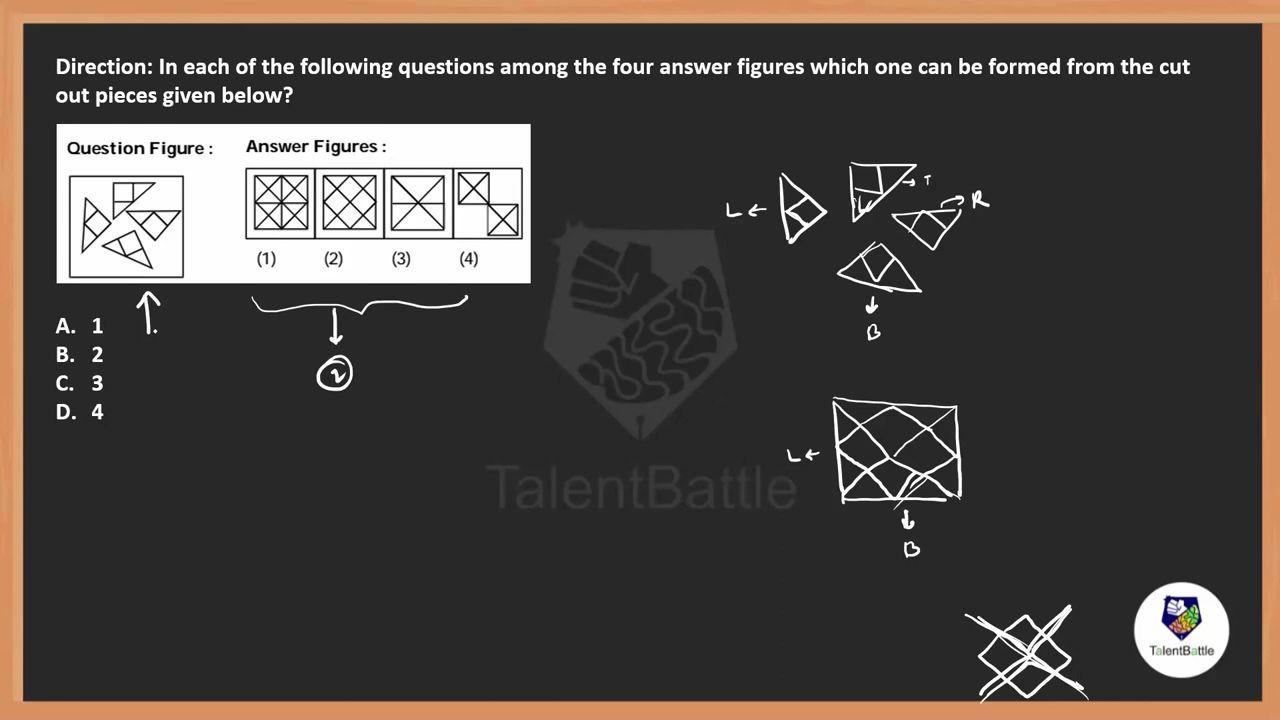 Direction: In each of the following questions among the four answer figures which one can be formed from the cut
out pieces given below?
Question Figure :
Answer Figures :
(1) (2) (3) (4)
A. 1
B. 2
C. 3
D. 4
2
L
T
R
B
L
B
TalentBattle
TalentBattle